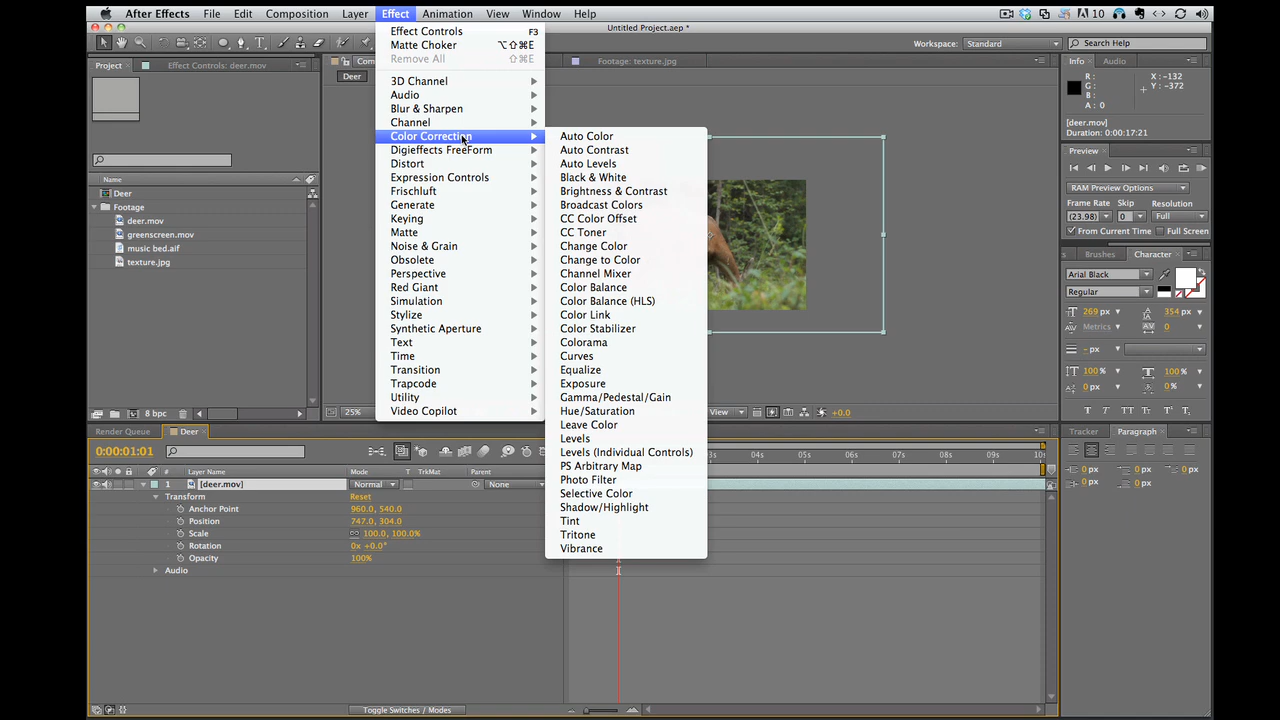 After Effects File Edit Composition Layer Effect Animation View Window Help 10
Untitled Project.aep *
Workspace: Standard Search Help
Project Effect Controls: deer.mov
Name
Deer
Footage
deer.mov
greenscreen.mov
music bed.aif
texture.jpg
8 bpc
Effect Controls F3
Matte Choker ⌥⇧⌘E
Remove All ⇧⌘E
3D Channel
Audio
Blur & Sharpen
Channel
Color Correction
Digieffects FreeForm
Distort
Expression Controls
Frischluft
Generate
Keying
Matte
Noise & Grain
Obsolete
Perspective
Red Giant
Simulation
Stylize
Synthetic Aperture
Text
Time
Transition
Trapcode
Utility
Video Copilot
Auto Color
Auto Contrast
Auto Levels
Black & White
Brightness & Contrast
Broadcast Colors
CC Color Offset
CC Toner
Change Color
Change to Color
Channel Mixer
Color Balance
Color Balance (HLS)
Color Link
Color Stabilizer
Colorama
Curves
Equalize
Exposure
Gamma/Pedestal/Gain
Hue/Saturation
Leave Color
Levels
Levels (Individual Controls)
PS Arbitrary Map
Photo Filter
Selective Color
Shadow/Highlight
Tint
Tritone
Vibrance
Com
Footage: texture.jpg
Deer
25%
View +0.0
Info Audio
R : X : -132
G : Y : -372
B :
A : 0
[deer.mov]
Duration: 0:00:17:21
Preview
RAM Preview Options
Frame Rate Skip Resolution
(23.98) 0 Full
From Current Time Full Screen
Brushes Character
Arial Black
Regular
269 px 354 px
Metrics 0
- px
100% 100%
0 px 0%
T T TT Tr T' T,
Tracker Paragraph
0 px 0 px 0 px
0 px 0 px
Render Queue Deer
0:00:01:01
# Layer Name Mode T TrkMat Parent
1 [deer.mov] Normal None
Transform Reset
Anchor Point 960.0, 540.0
Position 747.0, 304.0
Scale 100.0, 100.0%
Rotation 0x +0.0°
Opacity 100%
Audio
3s 04s 05s 06s 07s 08s 09s 10s
Toggle Switches / Modes